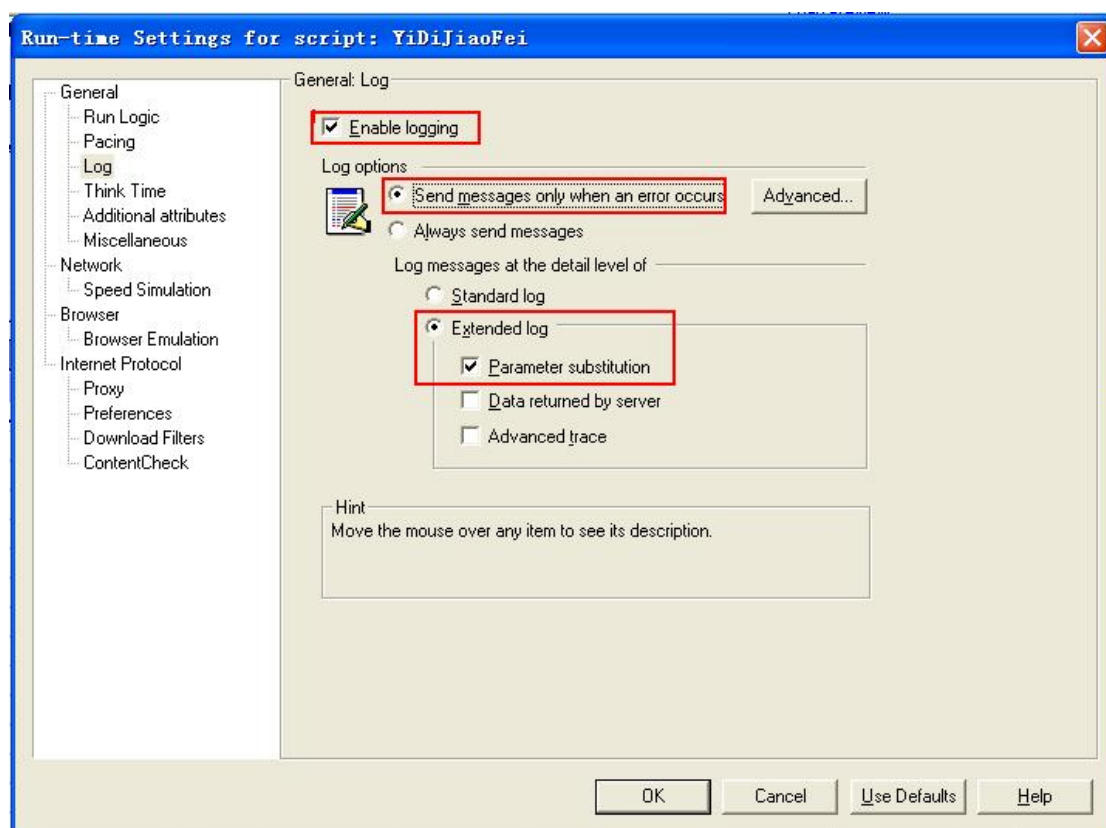 Run-time Settings for script: YiDiJiaoFei
General
Run Logic
Pacing
Log
Think Time
Additional attributes
Miscellaneous
Network
Speed Simulation
Browser
Browser Emulation
Internet Protocol
Proxy
Preferences
Download Filters
ContentCheck
General: Log
Enable logging
Log options
Send messages only when an error occurs
Advanced...
Always send messages
Log messages at the detail level of
Standard log
Extended log
Parameter substitution
Data returned by server
Advanced trace
Hint
Move the mouse over any item to see its description.
OK
Cancel
Use Defaults
Help